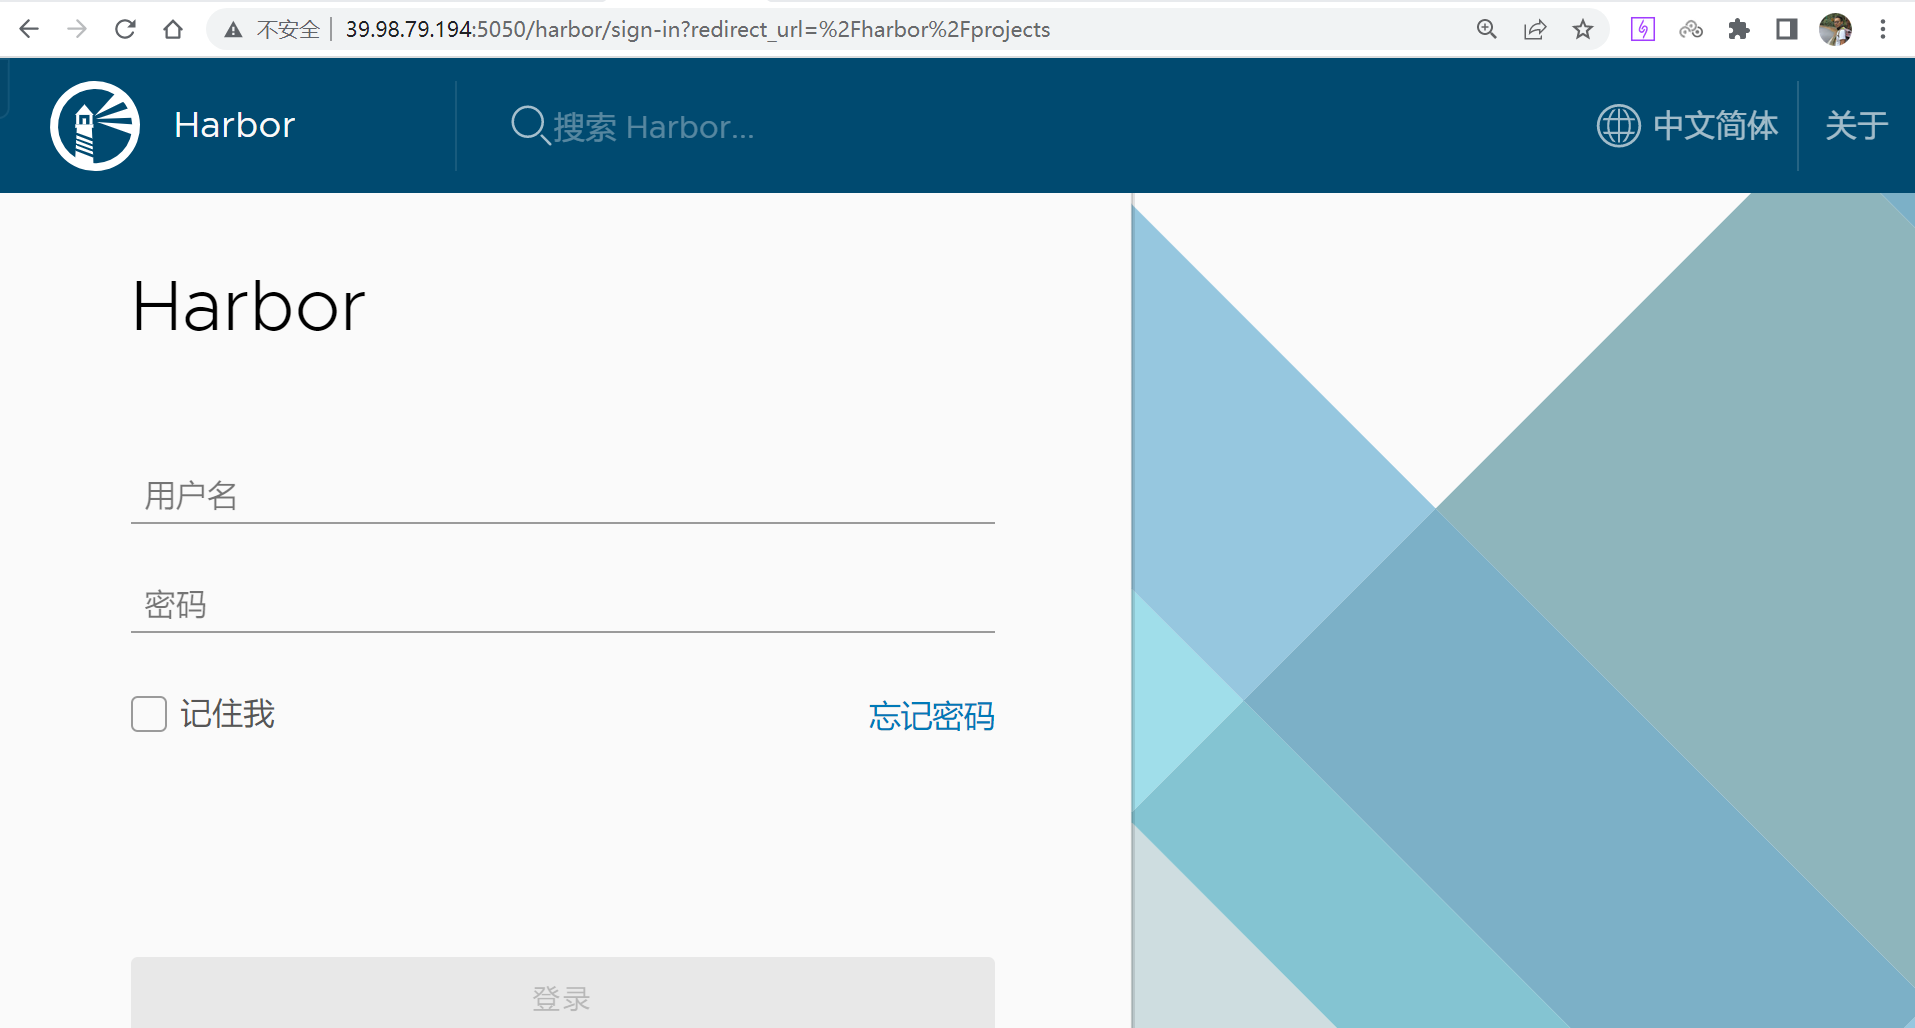 不安全 39.98.79.194:5050/harbor/sign-in?redirect_url=%2Fharbor%2Fprojects
Harbor 搜索 Harbor... 中文简体 关于
Harbor
用户名
密码
记住我 忘记密码
登录